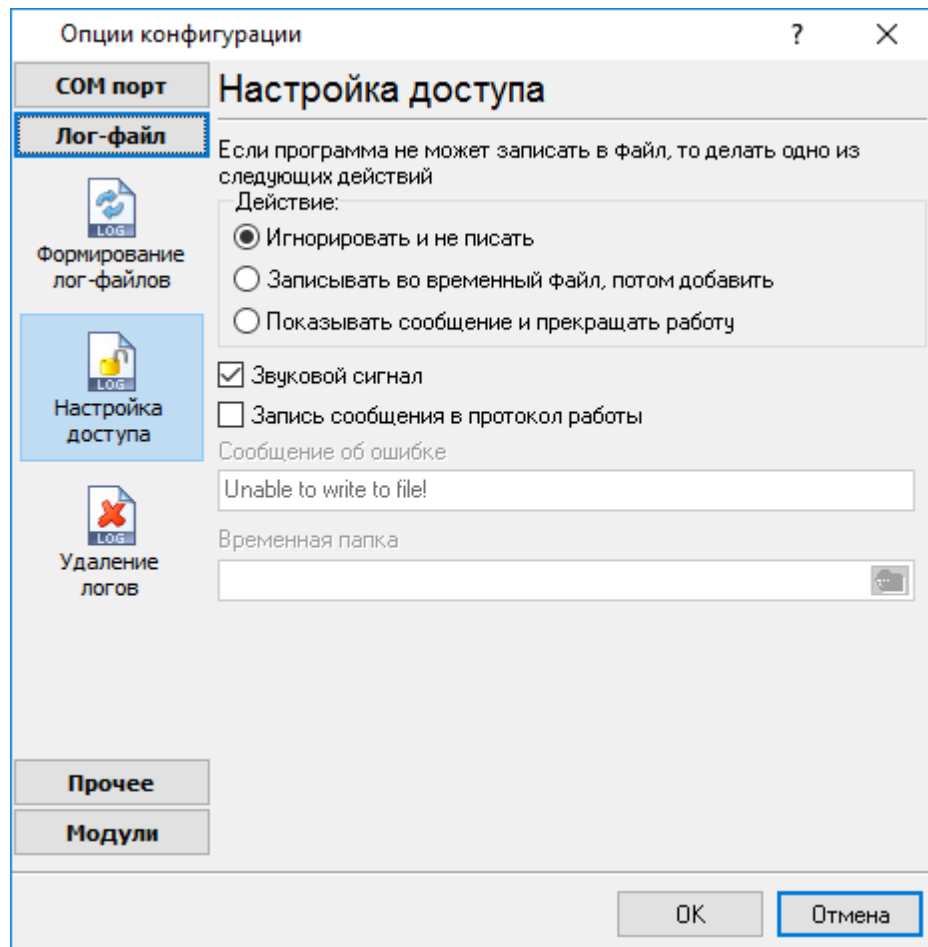 Опции конфигурации
?
COM порт
Лог-файл
LOG
Формирование
лог-файлов
LOG
Настройка
доступа
LOG
Удаление
логов
Прочее
Модули
Настройка доступа
Если программа не может записать в файл, то делать одно из
следующих действий
Действие:
Игнорировать и не писать
Записывать во временный файл, потом добавить
Показывать сообщение и прекращать работу
Звуковой сигнал
Запись сообщения в протокол работы
Сообщение об ошибке
Unable to write to file!
Временная папка
OK
Отмена